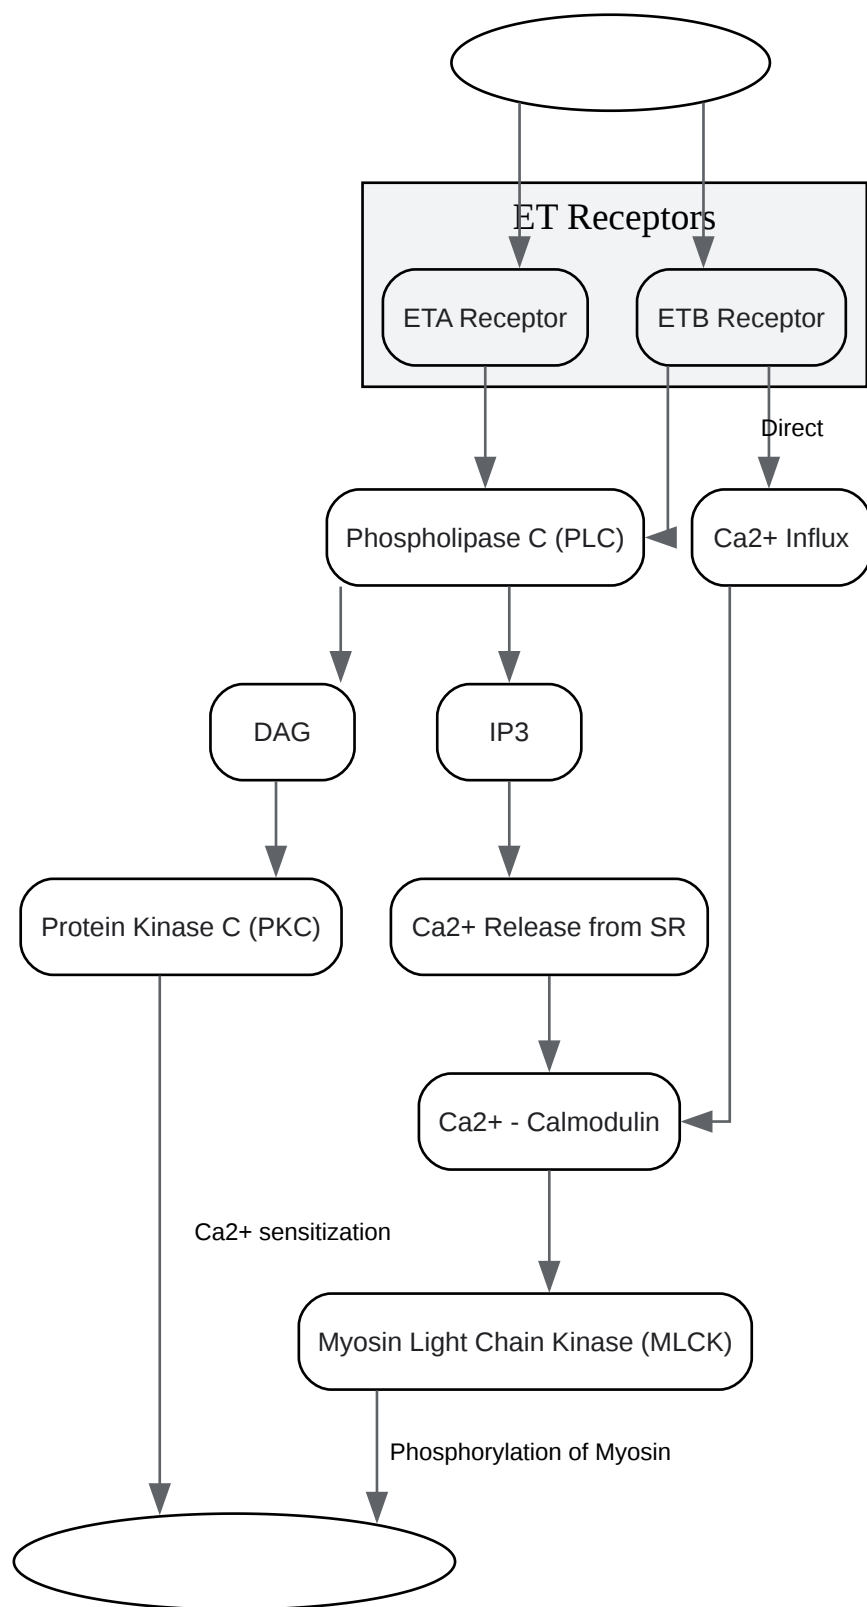 ET Receptors
ETA Receptor
ETB Receptor
Direct
Phospholipase C (PLC)
Ca2+ Influx
DAG
IP3
Protein Kinase C (PKC)
Ca2+ Release from SR
Ca2+ - Calmodulin
Ca2+ sensitization
Myosin Light Chain Kinase (MLCK)
Phosphorylation of Myosin